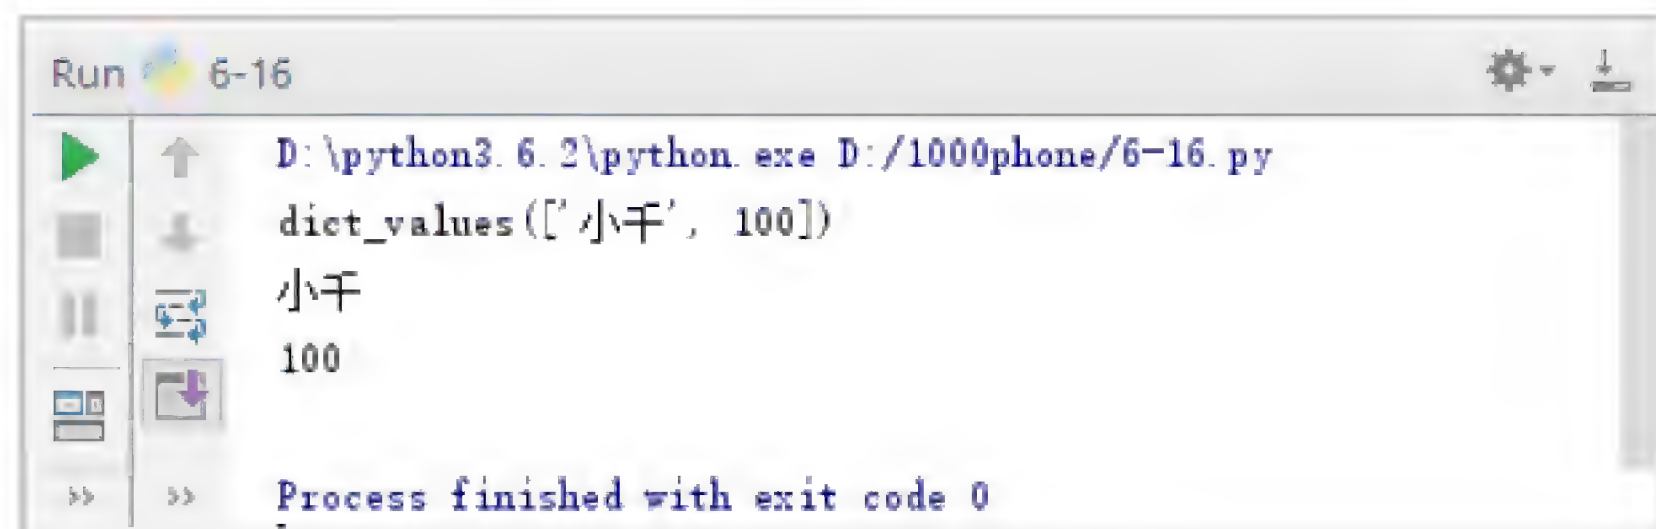 Run 6-16
D:\python3.6.2\python.exe D:/1000phone/6-16.py
dict_values(['小千', 100])
小千
100
Process finished with exit code 0